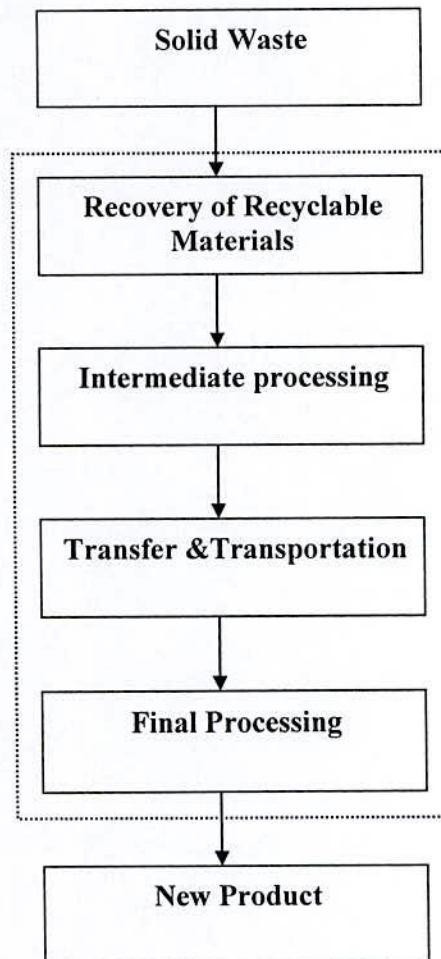 Solid Waste
Recovery of Recyclable
Materials
Intermediate processing
Transfer &Transportation
Final Processing
New Product